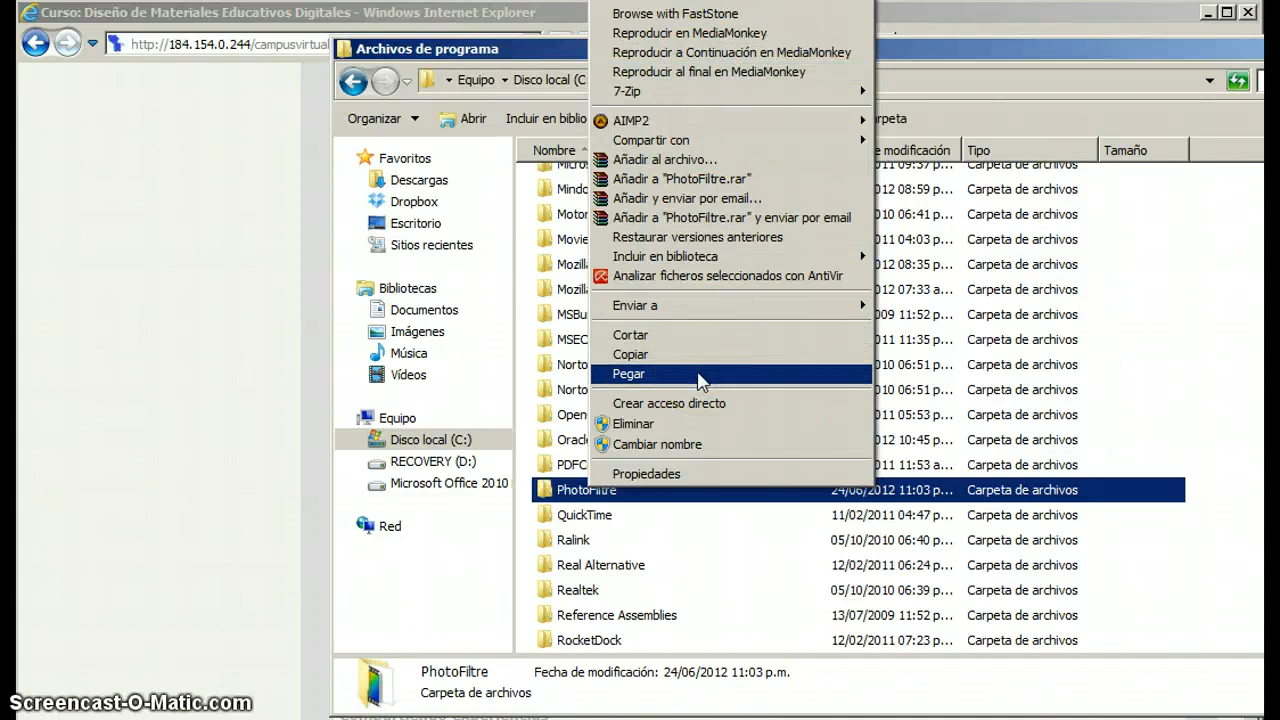 Curso: Diseño de Materiales Educativos Digitales - Windows Internet Explorer
http://184.154.0.244/campusvirtual
Archivos de programa
Equipo Disco local (C
Organizar Abrir Incluir en biblio arpeta
Favoritos
Descargas
Dropbox
Escritorio
Sitios recientes
Bibliotecas
Documentos
Imágenes
Música
Vídeos
Equipo
Disco local (C:)
RECOVERY (D:)
Microsoft Office 2010
Red
Browse with FastStone
Reproducir en MediaMonkey
Reproducir a Continuación en MediaMonkey
Reproducir al final en MediaMonkey
7-Zip
AIMP2
Compartir con
Añadir al archivo...
Añadir a "PhotoFiltre.rar"
Añadir y enviar por email...
Añadir a "PhotoFiltre.rar" y enviar por email
Restaurar versiones anteriores
Incluir en biblioteca
Analizar ficheros seleccionados con AntiVir
Enviar a
Cortar
Copiar
Pegar
Crear acceso directo
Eliminar
Cambiar nombre
Propiedades
Nombre e modificación Tipo Tamaño
Micros 2011 09:37 p... Carpeta de archivos
Mindo 2012 08:59 p... Carpeta de archivos
Motor 2010 06:41 p... Carpeta de archivos
Movie 2011 04:03 p... Carpeta de archivos
Mozill 2012 08:35 p... Carpeta de archivos
Mozill 2012 07:33 a... Carpeta de archivos
MSBu 2009 11:52 p... Carpeta de archivos
MSEC 2011 11:35 p... Carpeta de archivos
Norto 2010 06:51 p... Carpeta de archivos
Norto 2010 06:51 p... Carpeta de archivos
Open 2011 05:53 p... Carpeta de archivos
Oracl 2012 10:45 p... Carpeta de archivos
PDFC 2011 11:53 a... Carpeta de archivos
PhotoFiltre 24/06/2012 11:03 p... Carpeta de archivos
QuickTime 11/02/2011 04:47 p... Carpeta de archivos
Ralink 05/10/2010 06:40 p... Carpeta de archivos
Real Alternative 12/02/2011 06:24 p... Carpeta de archivos
Realtek 05/10/2010 06:39 p... Carpeta de archivos
Reference Assemblies 13/07/2009 11:52 p... Carpeta de archivos
RocketDock 12/02/2011 07:23 p... Carpeta de archivos
PhotoFiltre Fecha de modificación: 24/06/2012 11:03 p.m.
Carpeta de archivos
Screencast-O-Matic.com